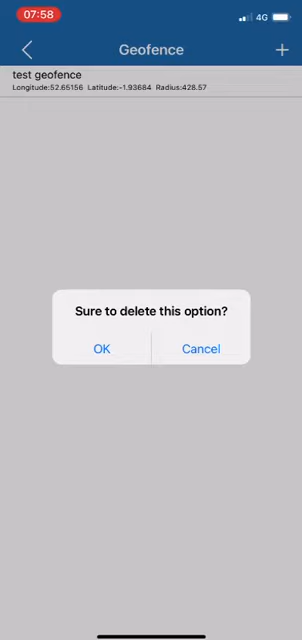 07:58
4G
Geofence
test geofence
Longitude:52.65156 Latitude:-1.93684 Radius:428.57
Sure to delete this option?
OK
Cancel